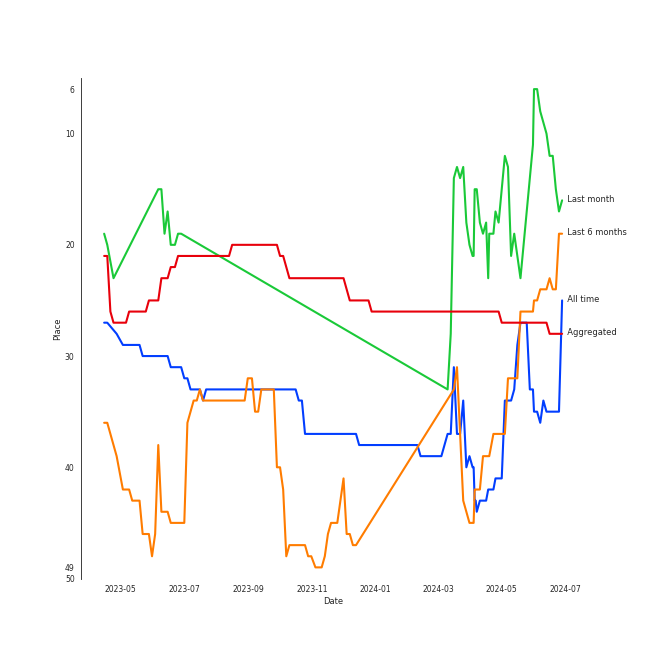 6
10
20
30
40
49
50
Place
2023-05 2023-07 2023-09 2023-11 2024-01 2024-03 2024-05 2024-07
Date
Last month
Last 6 months
All time
Aggregated